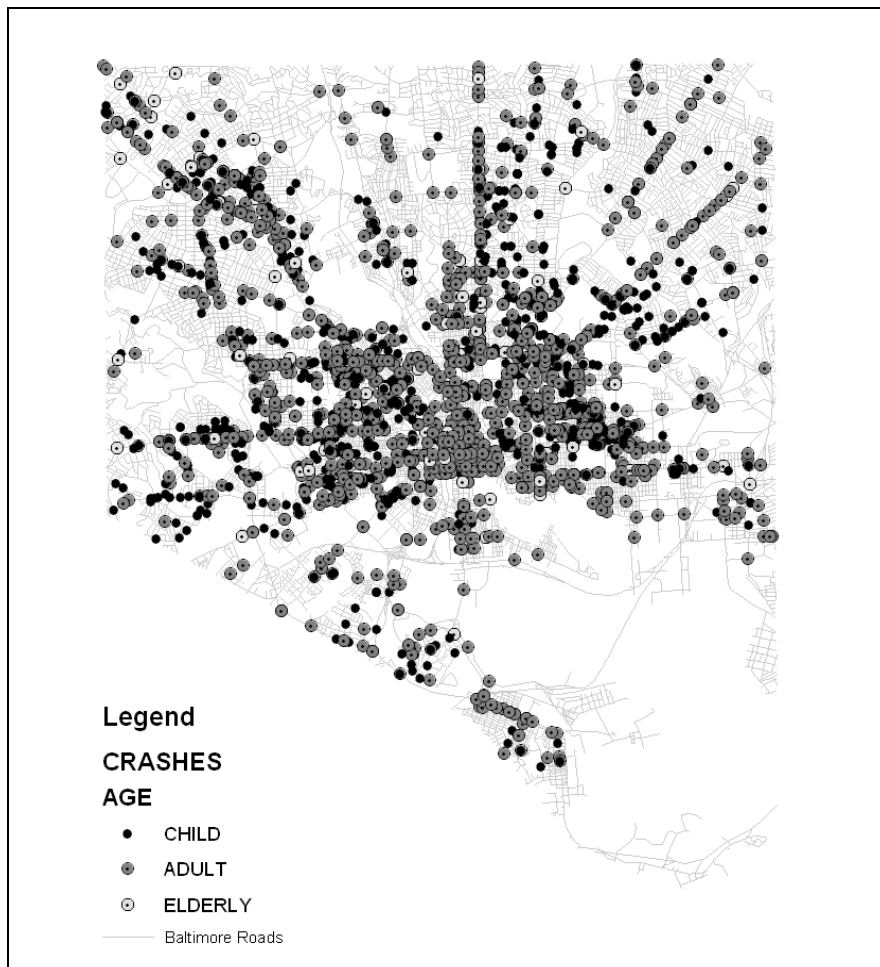 Legend
CRASHES
AGE
CHILD
ADULT
ELDERLY
Baltimore Roads